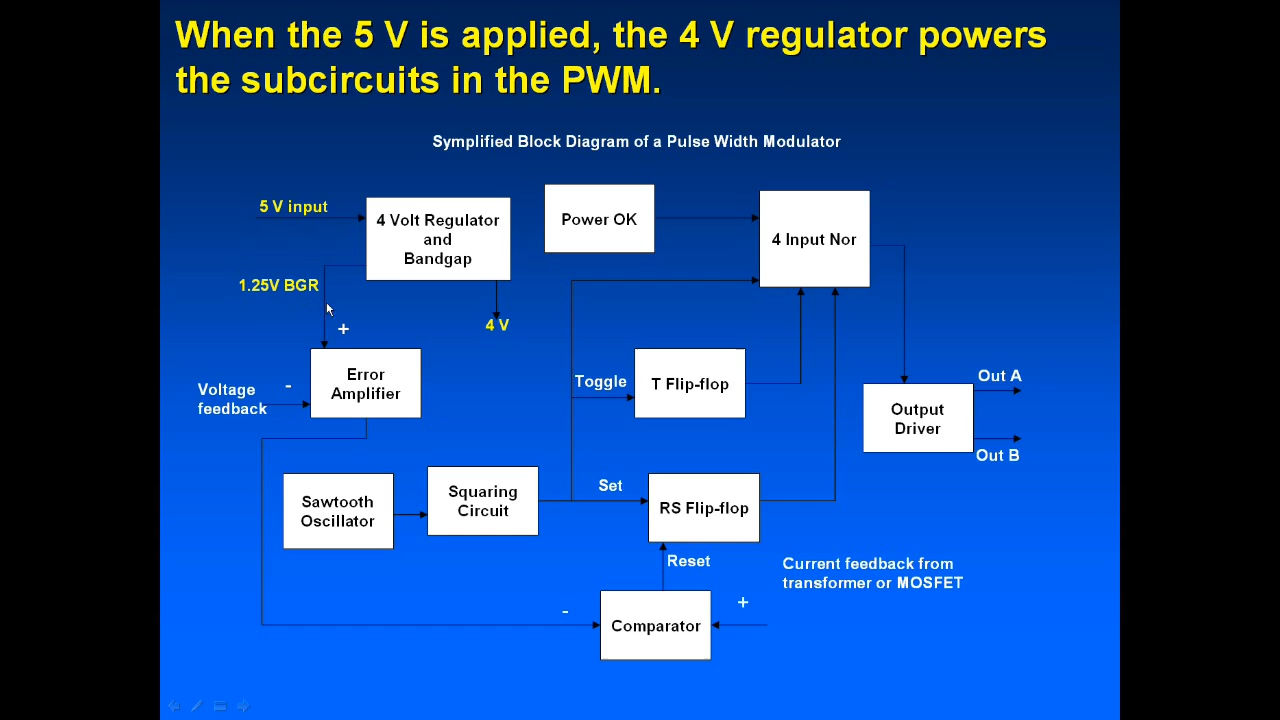 When the 5 V is applied, the 4 V regulator powers
the subcircuits in the PWM.
Symplified Block Diagram of a Pulse Width Modulator
5 V input
4 Volt Regulator
and
Bandgap
Power OK
4 Input Nor
1.25V BGR
+
4 V
Error
Amplifier
-
Voltage
feedback
Toggle
T Flip-flop
Out A
Output
Driver
Out B
Sawtooth
Oscillator
Squaring
Circuit
Set
RS Flip-flop
Reset
Current feedback from
transformer or MOSFET
-
Comparator
+